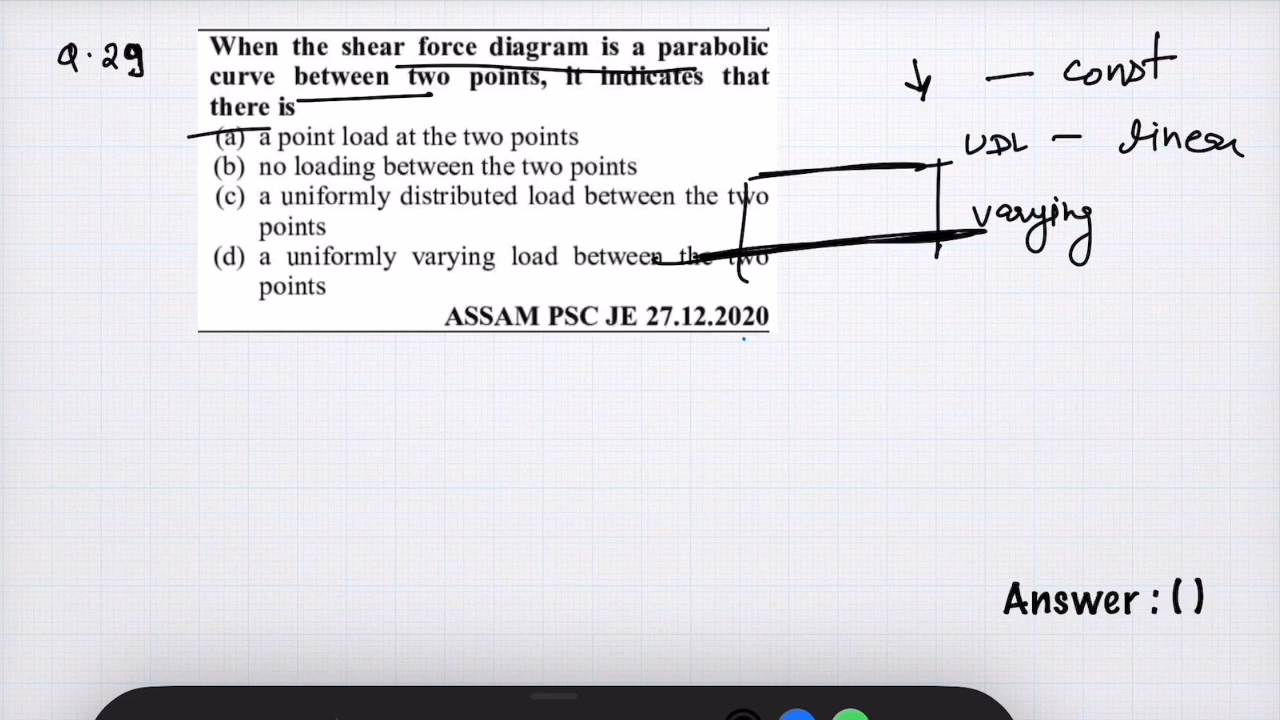 Q.29
When the shear force diagram is a parabolic
curve between two points, it indicates that
there is
(a) a point load at the two points
(b) no loading between the two points
(c) a uniformly distributed load between the two
points
(d) a uniformly varying load between the two
points
ASSAM PSC JE 27.12.2020
↓ — const
UDL — linear
varying
Answer : ( )